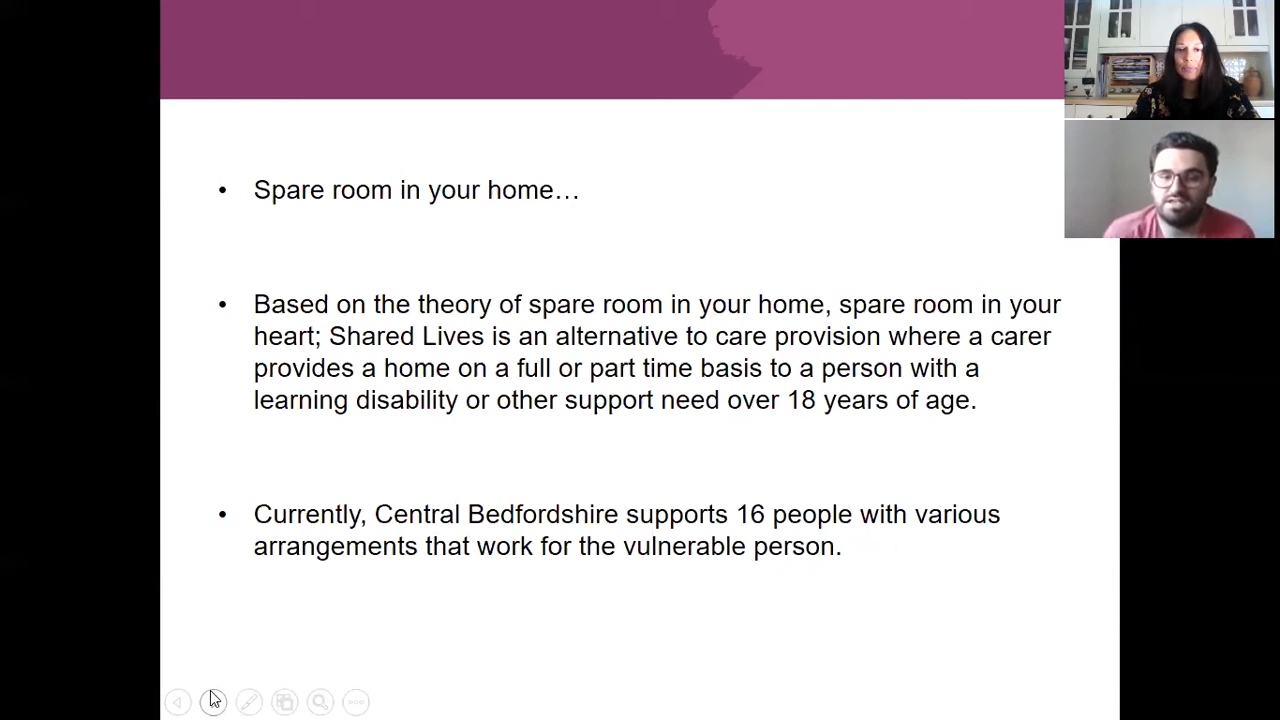 • Spare room in your home…
• Based on the theory of spare room in your home, spare room in your
heart; Shared Lives is an alternative to care provision where a carer
provides a home on a full or part time basis to a person with a
learning disability or other support need over 18 years of age.
• Currently, Central Bedfordshire supports 16 people with various
arrangements that work for the vulnerable person.